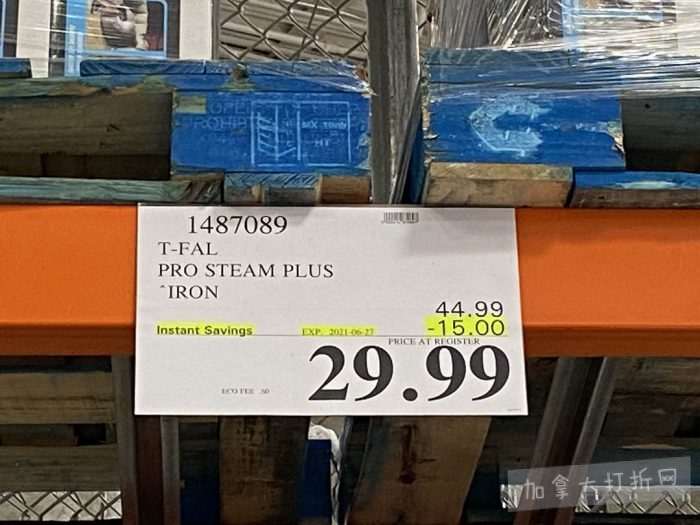 1487089
T-FAL
PRO STEAM PLUS
^IRON
44.99
Instant Savings EXP. 2021-06-27 -15.00
PRICE AT REGISTER
29.99
ECO FEE .60
加拿大打折网